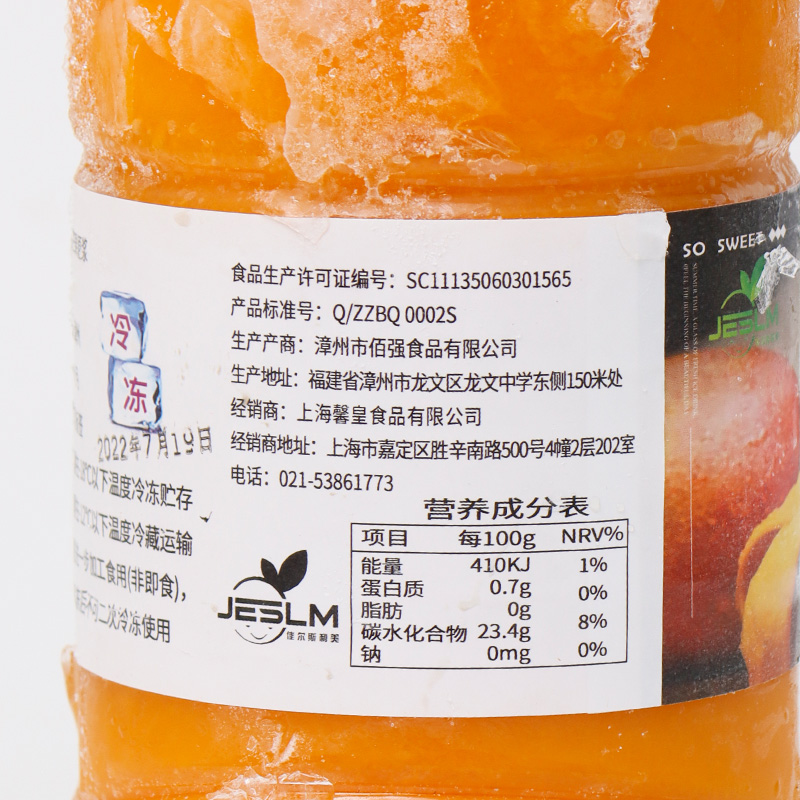 冷
冻
2022年7月19日
以下温度冷冻贮存
以下温度冷藏运输
加工食用(非即食),
不可二次冷冻使用
食品生产许可证编号: SC11135060301565
产品标准号: Q/ZZBQ 0002S
生产产商: 漳州市佰强食品有限公司
生产地址: 福建省漳州市龙文区龙文中学东侧150米处
经销商: 上海馨皇食品有限公司
经销商地址: 上海市嘉定区胜辛南路500号4幢2层202室
电话: 021-53861773
营养成分表
项目 每100g NRV%
能量 410KJ 1%
蛋白质 0.7g 0%
脂肪 0g
碳水化合物 23.4g 8%
钠 0mg 0%
JESLM
佳尔斯利美
SO SWEE
JESLM